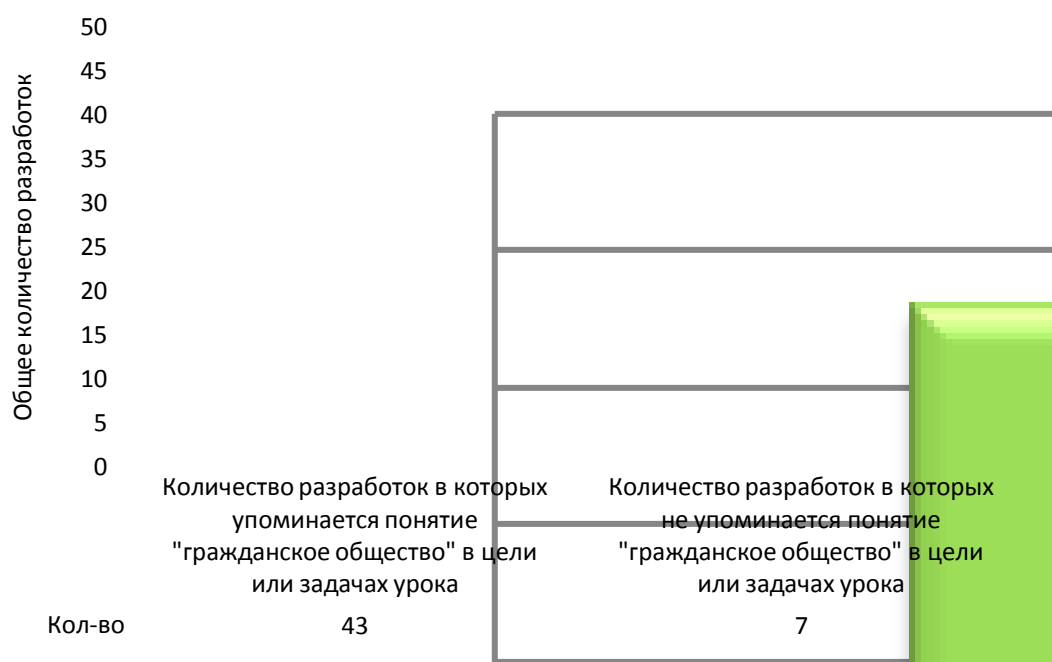 Общее количество разработок
50
45
40
35
30
25
20
15
10
5
0
Количество разработок в которых
упоминается понятие
"гражданское общество" в цели
или задачах урока
Количество разработок в которых
не упоминается понятие
"гражданское общество" в цели
или задачах урока
Кол-во 43 7